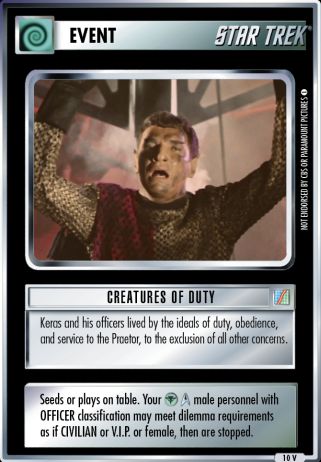 EVENT
STAR TREK
NOT ENDORSED BY CBS OR PARAMOUNT PICTURES
CREATURES OF DUTY
Keras and his officers lived by the ideals of duty, obedience,
and service to the Praetor, to the exclusion of all other concerns.
Seeds or plays on table. Your male personnel with
OFFICER classification may meet dilemma requirements
as if CIVILIAN or V.I.P. or female, then are stopped.
10 V